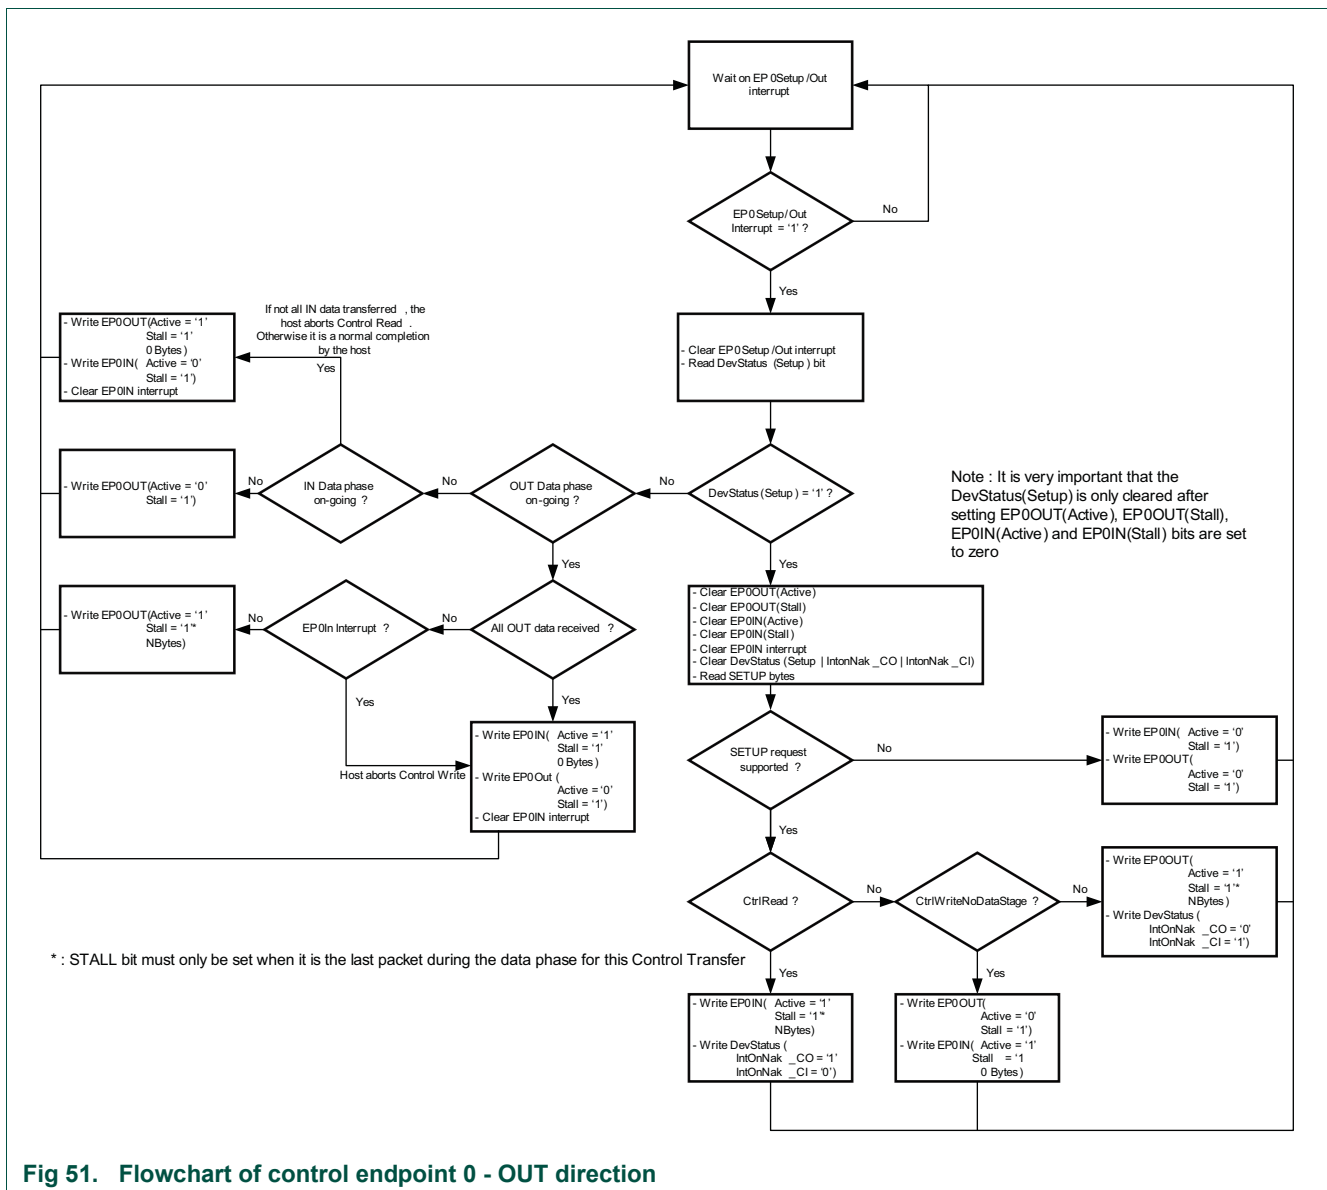 Wait on EP0Setup/Out
interrupt
EP0Setup/Out
Interrupt = ‘1’ ?
No
Yes
- Clear EP0Setup/Out interrupt
- Read DevStatus (Setup) bit
If not all IN data transferred , the
host aborts Control Read .
Otherwise it is a normal completion
by the host
Yes
- Write EP0OUT(Active = ‘1’
Stall = ‘1’
0 Bytes)
- Write EP0IN( Active = ‘0’
Stall = ‘1’)
- Clear EP0IN interrupt
- Write EP0OUT(Active = ‘0’
Stall = ‘1’)
No
IN Data phase
on-going ?
No
OUT Data phase
on-going ?
No
DevStatus(Setup) = ‘1’ ?
Note : It is very important that the
DevStatus(Setup) is only cleared after
setting EP0OUT(Active), EP0OUT(Stall),
EP0IN(Active) and EP0IN(Stall) bits are set
to zero
Yes
Yes
- Write EP0OUT(Active = ‘1’
Stall = ‘1’*
NBytes)
No
EP0In Interrupt ?
No
All OUT data received ?
- Clear EP0OUT(Active)
- Clear EP0OUT(Stall)
- Clear EP0IN(Active)
- Clear EP0IN(Stall)
- Clear EP0IN interrupt
- Clear DevStatus (Setup | IntonNak _CO | IntonNak _CI)
- Read SETUP bytes
Yes
Yes
Host aborts Control Write
- Write EP0IN( Active = ‘1’
Stall = ‘1’
0 Bytes)
- Write EP0Out (
Active = ‘0’
Stall = ‘1’)
- Clear EP0IN interrupt
SETUP request
supported ?
No
- Write EP0IN( Active = ‘0’
Stall = ‘1’)
- Write EP0OUT(
Active = ‘0’
Stall = ‘1’)
Yes
CtrlRead ?
No
CtrlWriteNoDataStage ?
No
- Write EP0OUT(
Active = ‘1’
Stall = ‘1’*
NBytes)
- Write DevStatus (
IntOnNak _CO = ‘0’
IntOnNak _CI = ‘1’)
* : STALL bit must only be set when it is the last packet during the data phase for this Control Transfer
Yes
Yes
- Write EP0IN( Active = ‘1’
Stall = ‘1’*
NBytes)
- Write DevStatus (
IntOnNak _CO = ‘1’
IntOnNak _CI = ‘0’)
- Write EP0OUT(
Active = ‘0’
Stall = ‘1’)
- Write EP0IN( Active = ‘1’
Stall = ‘1
0 Bytes)
Fig 51. Flowchart of control endpoint 0 - OUT direction